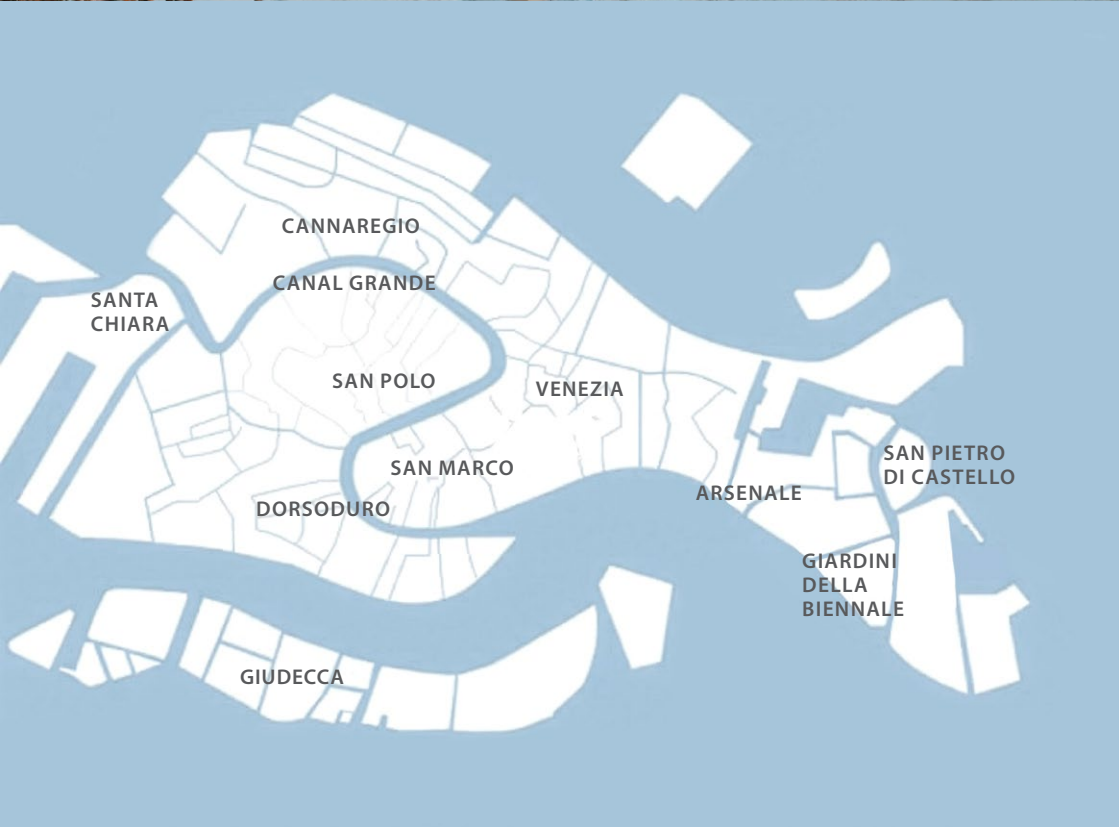 CANNAREGIO
CANAL GRANDE
SANTA
CHIARA
SAN POLO
VENEZIA
SAN MARCO
SAN PIETRO
DI CASTELLO
ARSENALE
DORSODURO
GIARDINI
DELLA
BIENNALE
GIUDECCA